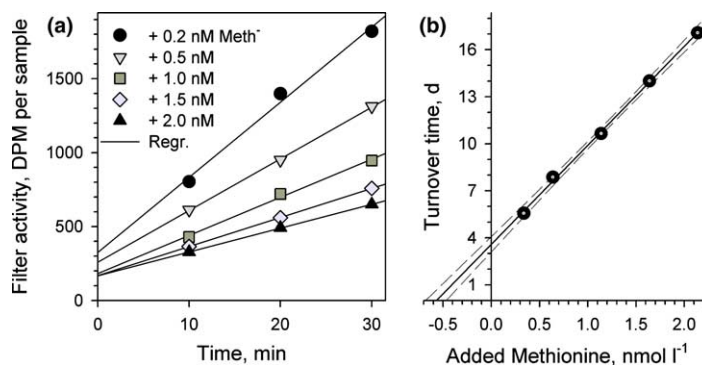 (a)
● + 0.2 nM Meth-
▽ + 0.5 nM
■ + 1.0 nM
◇ + 1.5 nM
▲ + 2.0 nM
— Regr.
Filter activity, DPM per sample
1500
1000
500
0
0 10 20 30
Time, min
(b)
Turnover time, d
16
13
10
7
4
1
-0.5 0.0 0.5 1.0 1.5 2.0
Added Methionine, nmol l⁻¹